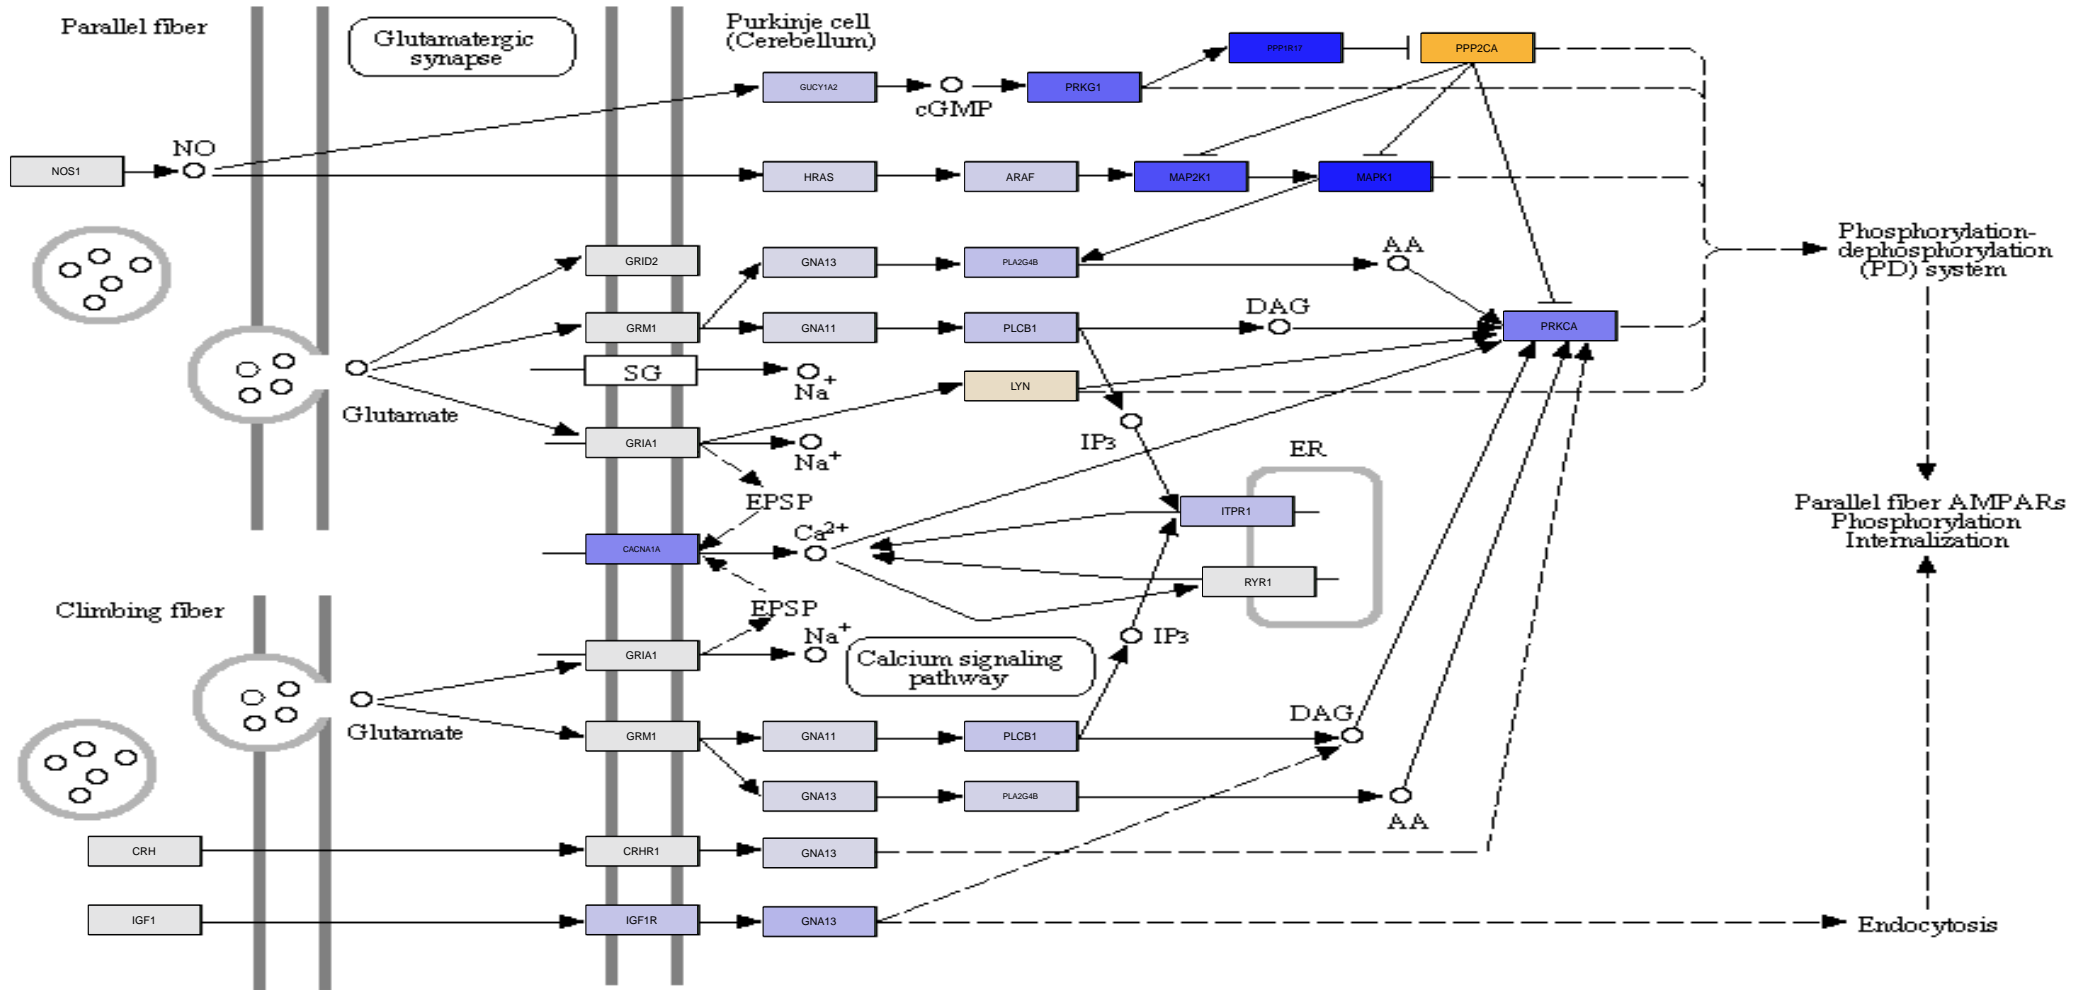 Parallel fiber
Glutamatergic
synapse
Purkinje cell
(Cerebellum)
PPP1R17
PPP2CA
GUCY1A2
cGMP
PRKG1
NOS1
NO
HRAS
ARAF
MAP2K1
MAPK1
GRID2
GNA13
PLA2G4B
AA
Phosphorylation-
dephosphorylation
(PD) system
GRM1
GNA11
PLCB1
DAG
PRKCA
SG
Na+
LYN
Glutamate
GRIA1
Na+
IP3
ER
EPSP
ITPR1
Parallel fiber AMPARs
Phosphorylation
Internalization
CACNA1A
Ca2+
RYR1
Climbing fiber
EPSP
GRIA1
Na+
IP3
Calcium signaling
pathway
Glutamate
GRM1
GNA11
PLCB1
DAG
GNA13
PLA2G4B
AA
CRH
CRHR1
GNA13
IGF1
IGF1R
GNA13
Endocytosis